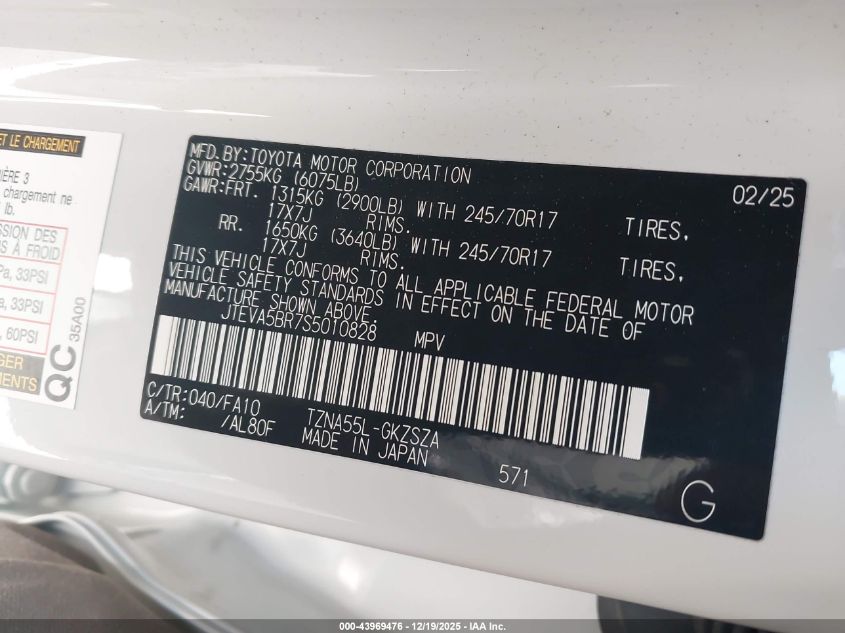 ET LE CHARGEMENT
IÈRE 3
chargement ne
lb.
SSION DES
S À FROID
Pa, 33PSI
a, 33PSI
, 60PSI
GER
EMENTS
QC
35A00
MFD.BY:TOYOTA MOTOR CORPORATION 02/25
GVWR:2755KG (6075LB)
GAWR:FRT. 1315KG (2900LB) WITH 245/70R17 TIRES,
17X7J RIMS.
RR. 1650KG (3640LB) WITH 245/70R17 TIRES,
17X7J RIMS.
THIS VEHICLE CONFORMS TO ALL APPLICABLE FEDERAL MOTOR
VEHICLE SAFETY STANDARDS IN EFFECT ON THE DATE OF
MANUFACTURE SHOWN ABOVE.
JTEVA5BR7S5010828 MPV
C/TR:040/FA10 TZNA55L-GKZSZA
A/TM: /AL80F MADE IN JAPAN 571
G
000-43969476 - 12/19/2025 - IAA Inc.